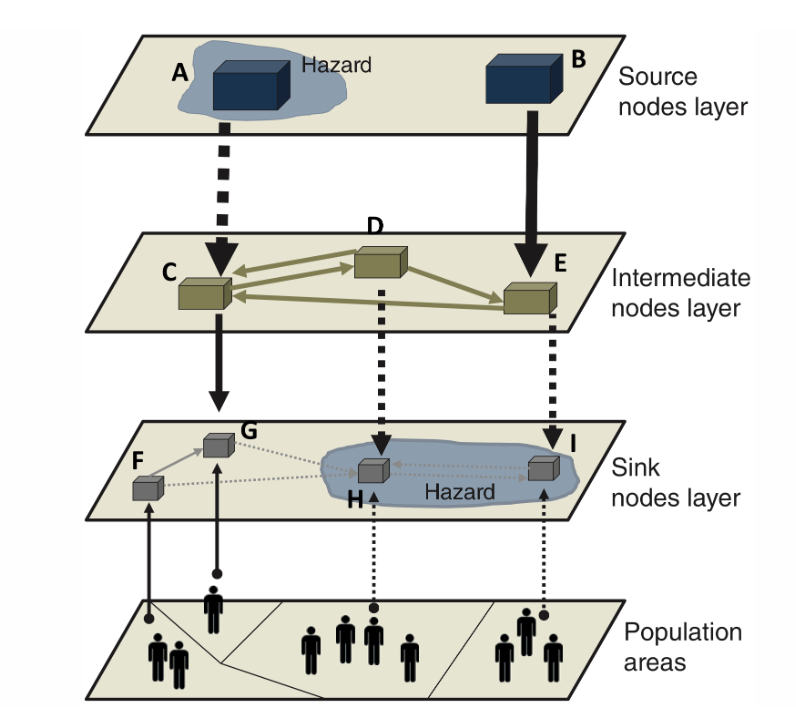 A
Hazard
B
Source
nodes layer
D
C
E
Intermediate
nodes layer
G
F
I
H
Hazard
Sink
nodes layer
Population
areas